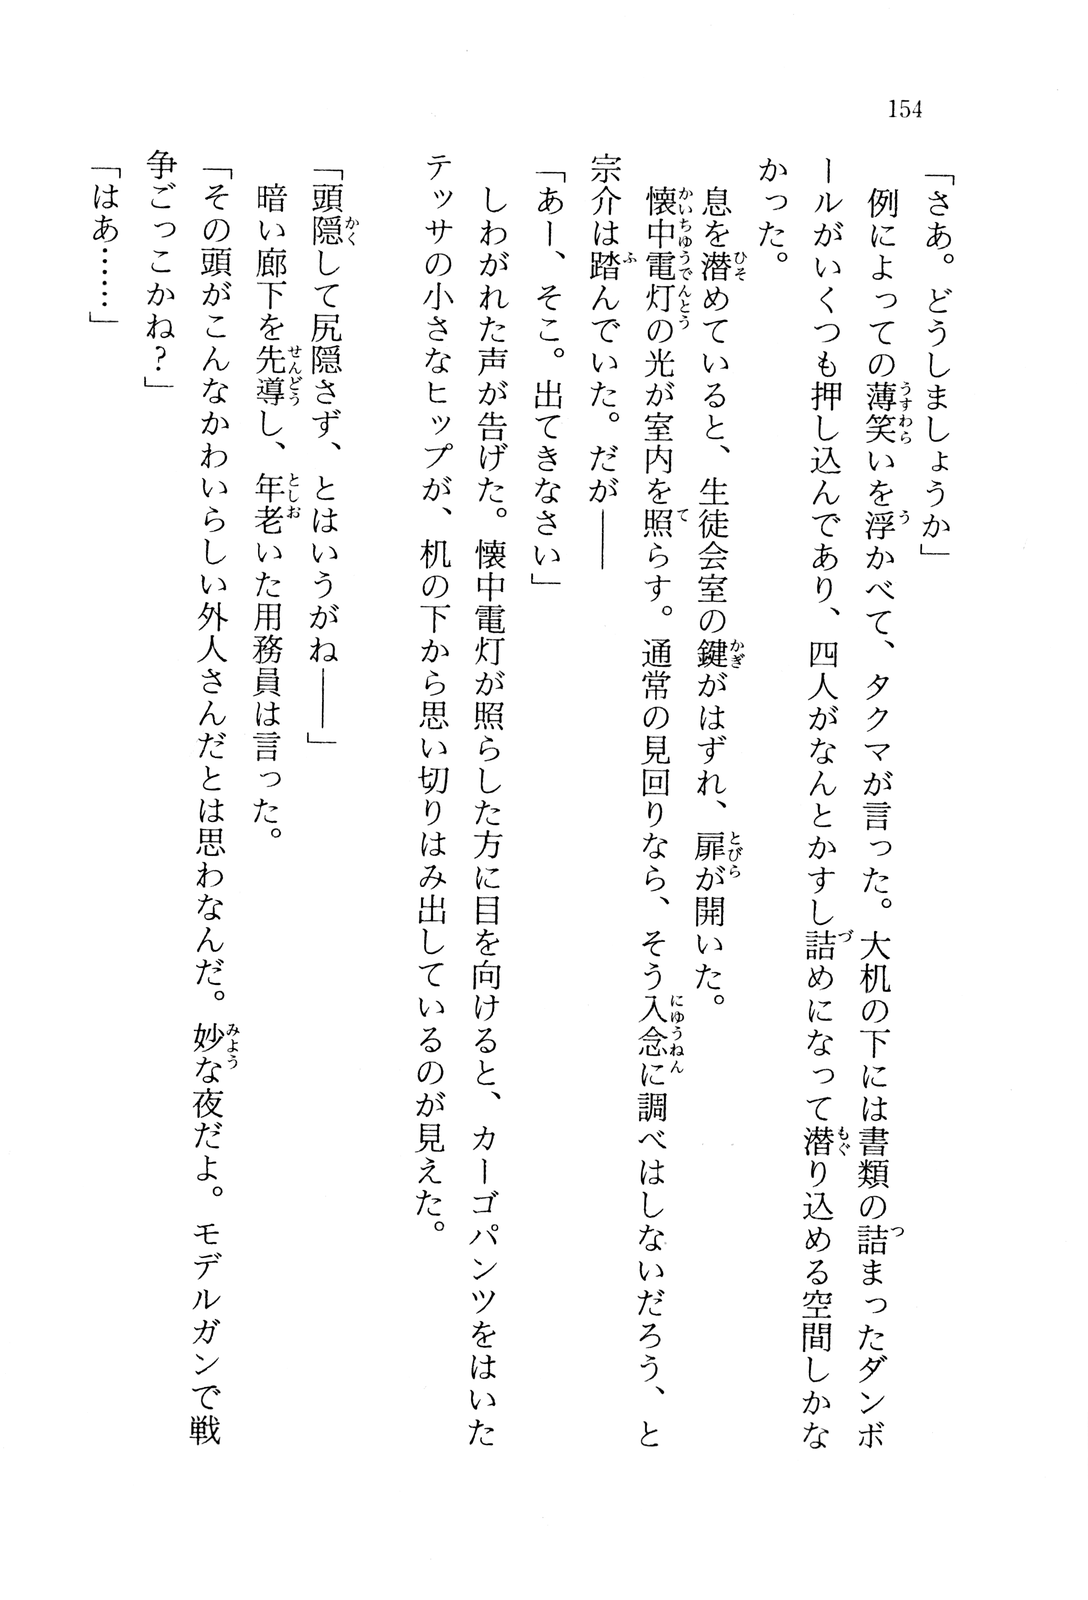 154
「さあ。どうしましょうか」
例によっての薄笑いを浮かべて、タクマが言った。大机の下には書類の詰まったダンボ
ールがいくつも押し込んであり、四人がなんとかすし詰めになって潜り込める空間しかな
かった。
息を潜めていると、生徒会室の鍵がはずれ、扉が開いた。
懐中電灯の光が室内を照らす。通常の見回りなら、そう入念に調べはしないだろう、と
宗介は踏んでいた。だが――
「あー、そこ。出てきなさい」
しわがれた声が告げた。懐中電灯が照らした方に目を向けると、カーゴパンツをはいた
テッサの小さなヒップが、机の下から思い切りはみ出しているのが見えた。
「頭隠して尻隠さず、とはいうがね――」
暗い廊下を先導し、年老いた用務員は言った。
「その頭がこんなかわいらしい外人さんだとは思わなんだ。妙な夜だよ。モデルガンで戦
争ごっこかね？」
「はあ……」